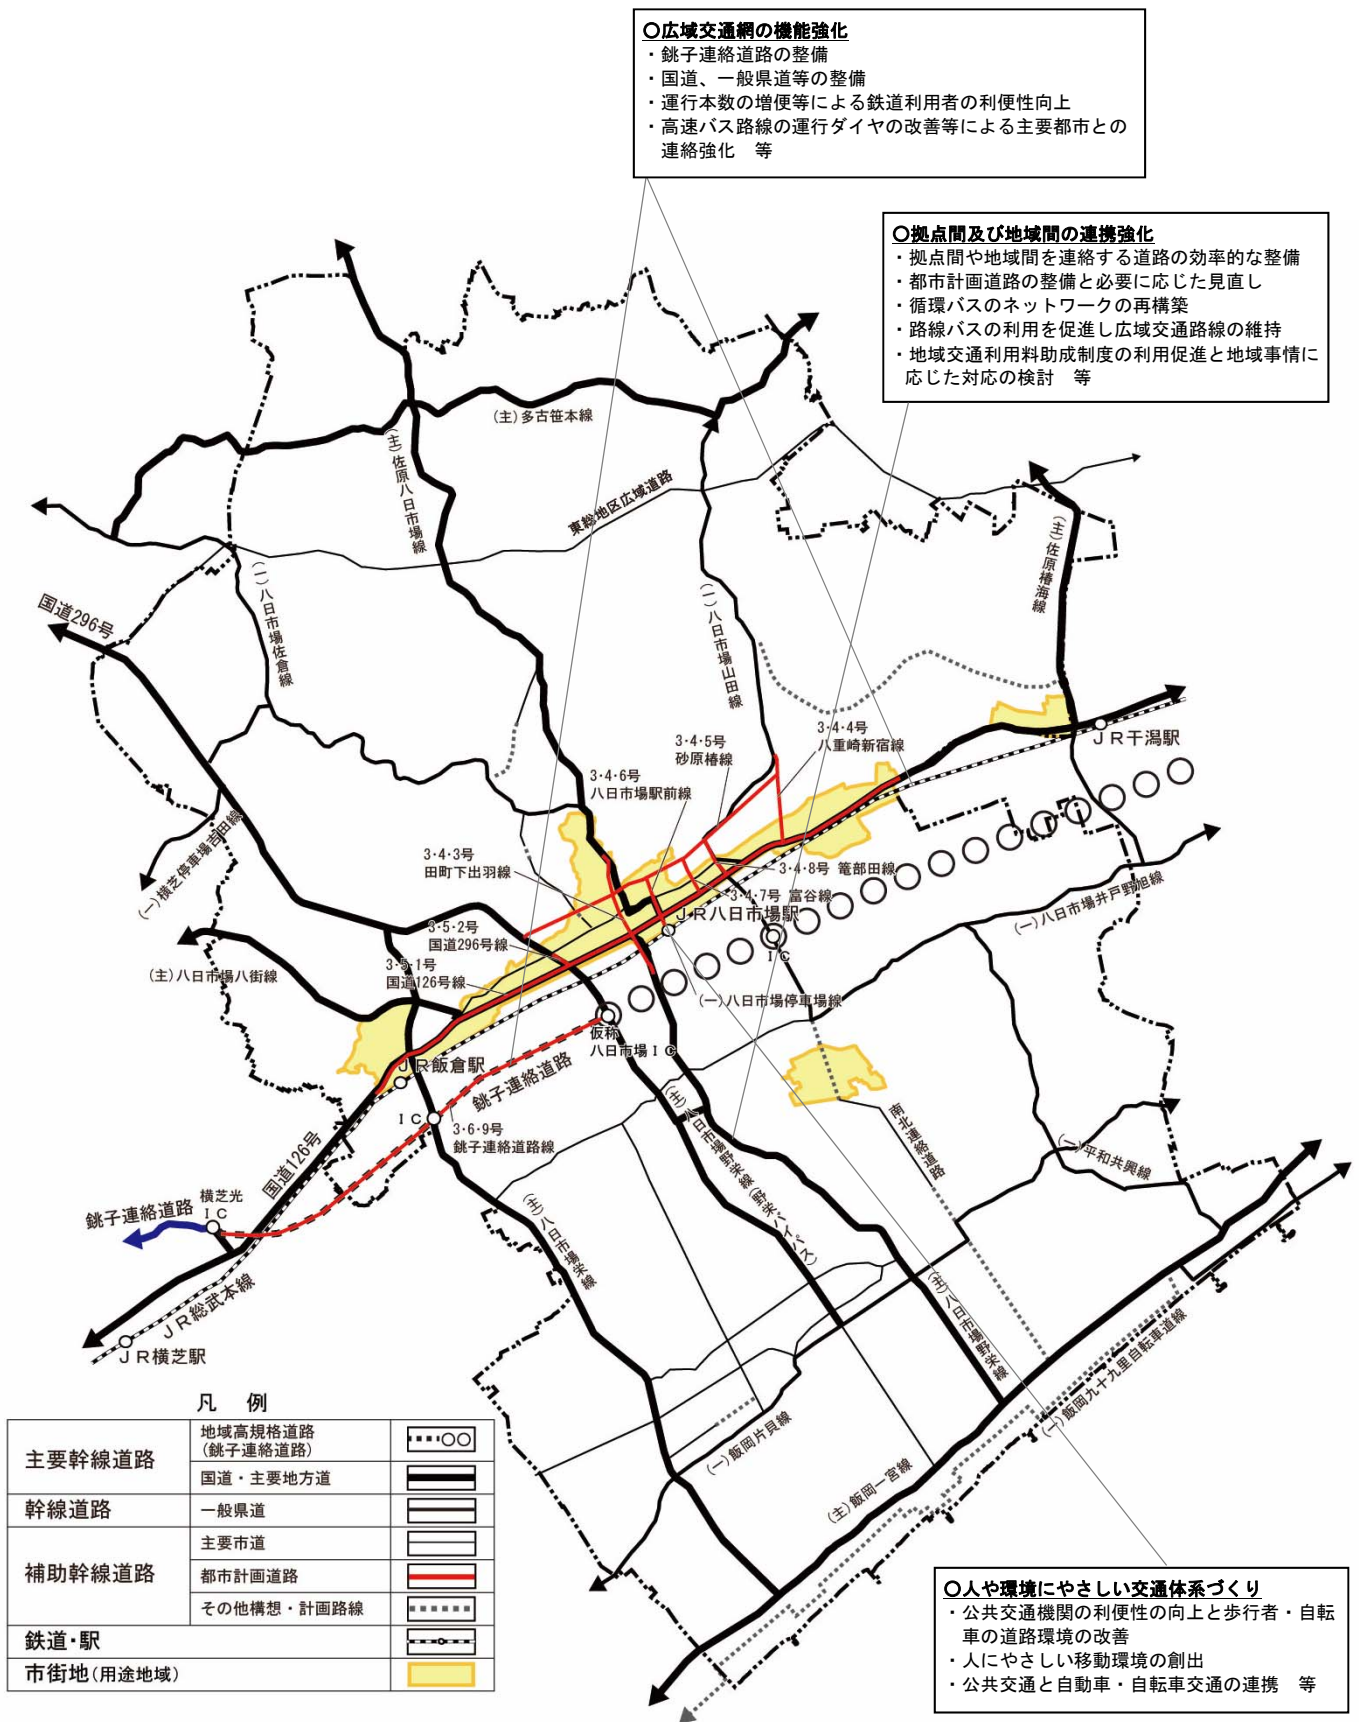 〇広域交通網の機能強化
・銚子連絡道路の整備
・国道、一般県道等の整備
・運行本数の増便等による鉄道利用者の利便性向上
・高速バス路線の運行ダイヤの改善等による主要都市との
連絡強化　等
〇拠点間及び地域間の連携強化
・拠点間や地域間を連絡する道路の効率的な整備
・都市計画道路の整備と必要に応じた見直し
・循環バスのネットワークの再構築
・路線バスの利用を促進し広域交通路線の維持
・地域交通利用料助成制度の利用促進と地域事情に
応じた対応の検討　等
(主)多古笹本線
(主)佐原八日市場線
東総地区広域道路
(主)佐原椿海線
(一)八日市場佐倉線
(一)八日市場山田線
国道296号
3・4・4号
八重崎新宿線
3・4・5号
砂原椿線
JR干潟駅
3・4・6号
八日市場駅前線
(一)横芝停車場吉田線
3・4・3号
田町下出羽線
3・4・8号 篭部田線
3・4・7号 富谷線
JR八日市場駅
(一)八日市場井戸野旭線
3・5・2号
国道296号線
IC
(主)八日市場八街線
3・5・1号
国道126号線
(一)八日市場停車場線
仮称
八日市場IC
JR飯倉駅
銚子連絡道路
IC
3・6・9号
銚子連絡道路線
(主)八日市場野栄線(野栄バイパス)
南北連絡道路
(一)平和共興線
国道126号
横芝光
IC
銚子連絡道路
(主)八日市場栄線
(主)八日市場野栄線
JR総武本線
JR横芝駅
(一)飯岡九十九里自転車道線
(一)飯岡片貝線
(主)飯岡一宮線
凡　例
主要幹線道路
地域高規格道路
(銚子連絡道路)
国道・主要地方道
幹線道路
一般県道
補助幹線道路
主要市道
都市計画道路
その他構想・計画路線
鉄道・駅
市街地(用途地域)
〇人や環境にやさしい交通体系づくり
・公共交通機関の利便性の向上と歩行者・自転
車の道路環境の改善
・人にやさしい移動環境の創出
・公共交通と自動車・自転車交通の連携　等